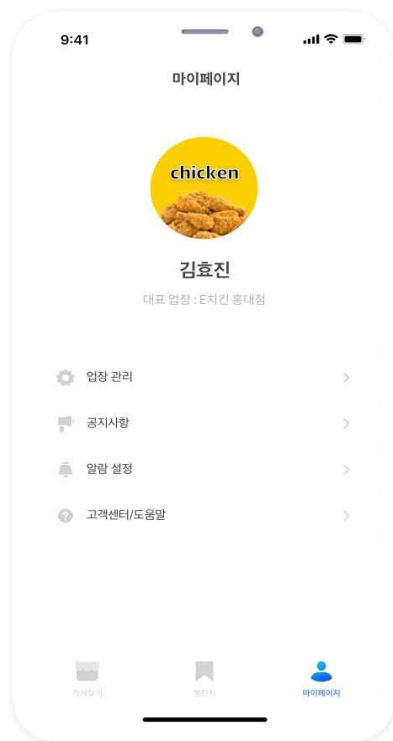 9:41
마이페이지
chicken
김효진
대표 업장 : E치킨 홍대점
업장 관리
공지사항
알람 설정
고객센터/도움말
마이페이지